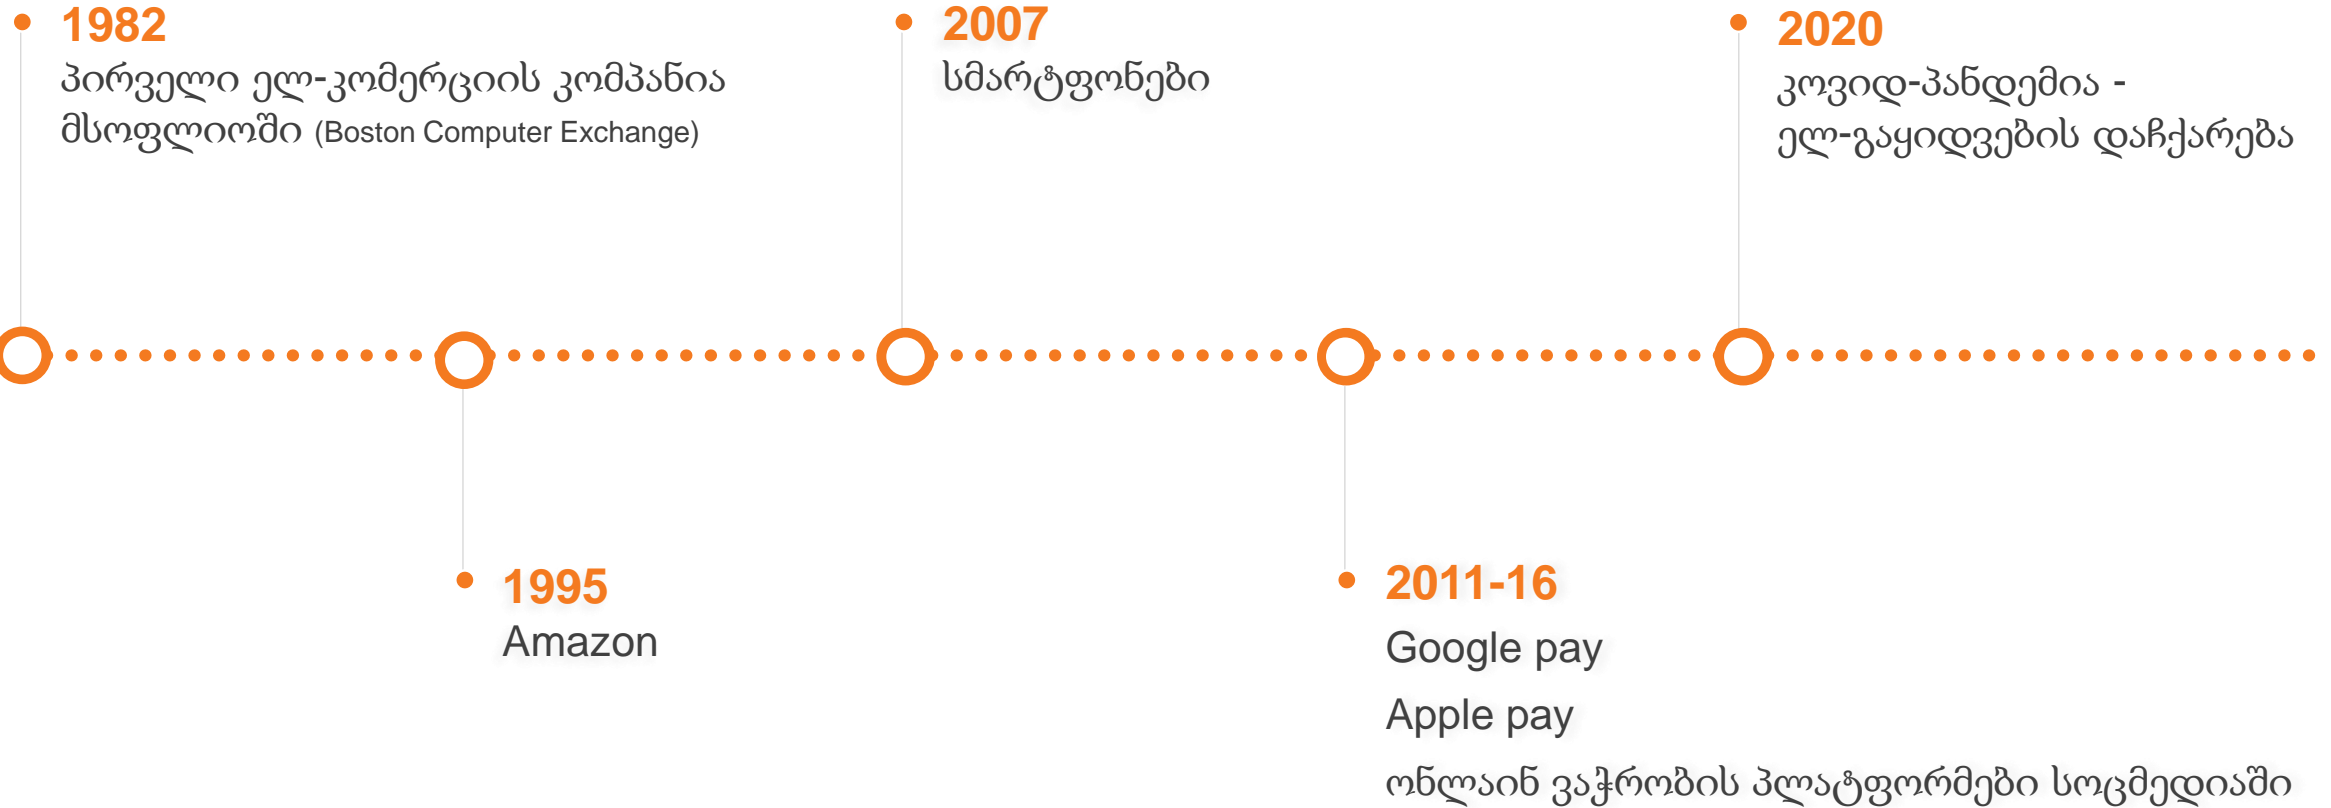 1982
პირველი ელ-კომერციის კომპანია
მსოფლიოში (Boston Computer Exchange)
2007
სმარტფონები
2020
კოვიდ-პანდემია -
ელ-გაყიდვების დაჩქარება
1995
Amazon
2011-16
Google pay
Apple pay
ონლაინ ვაჭრობის პლატფორმები სოცმედიაში